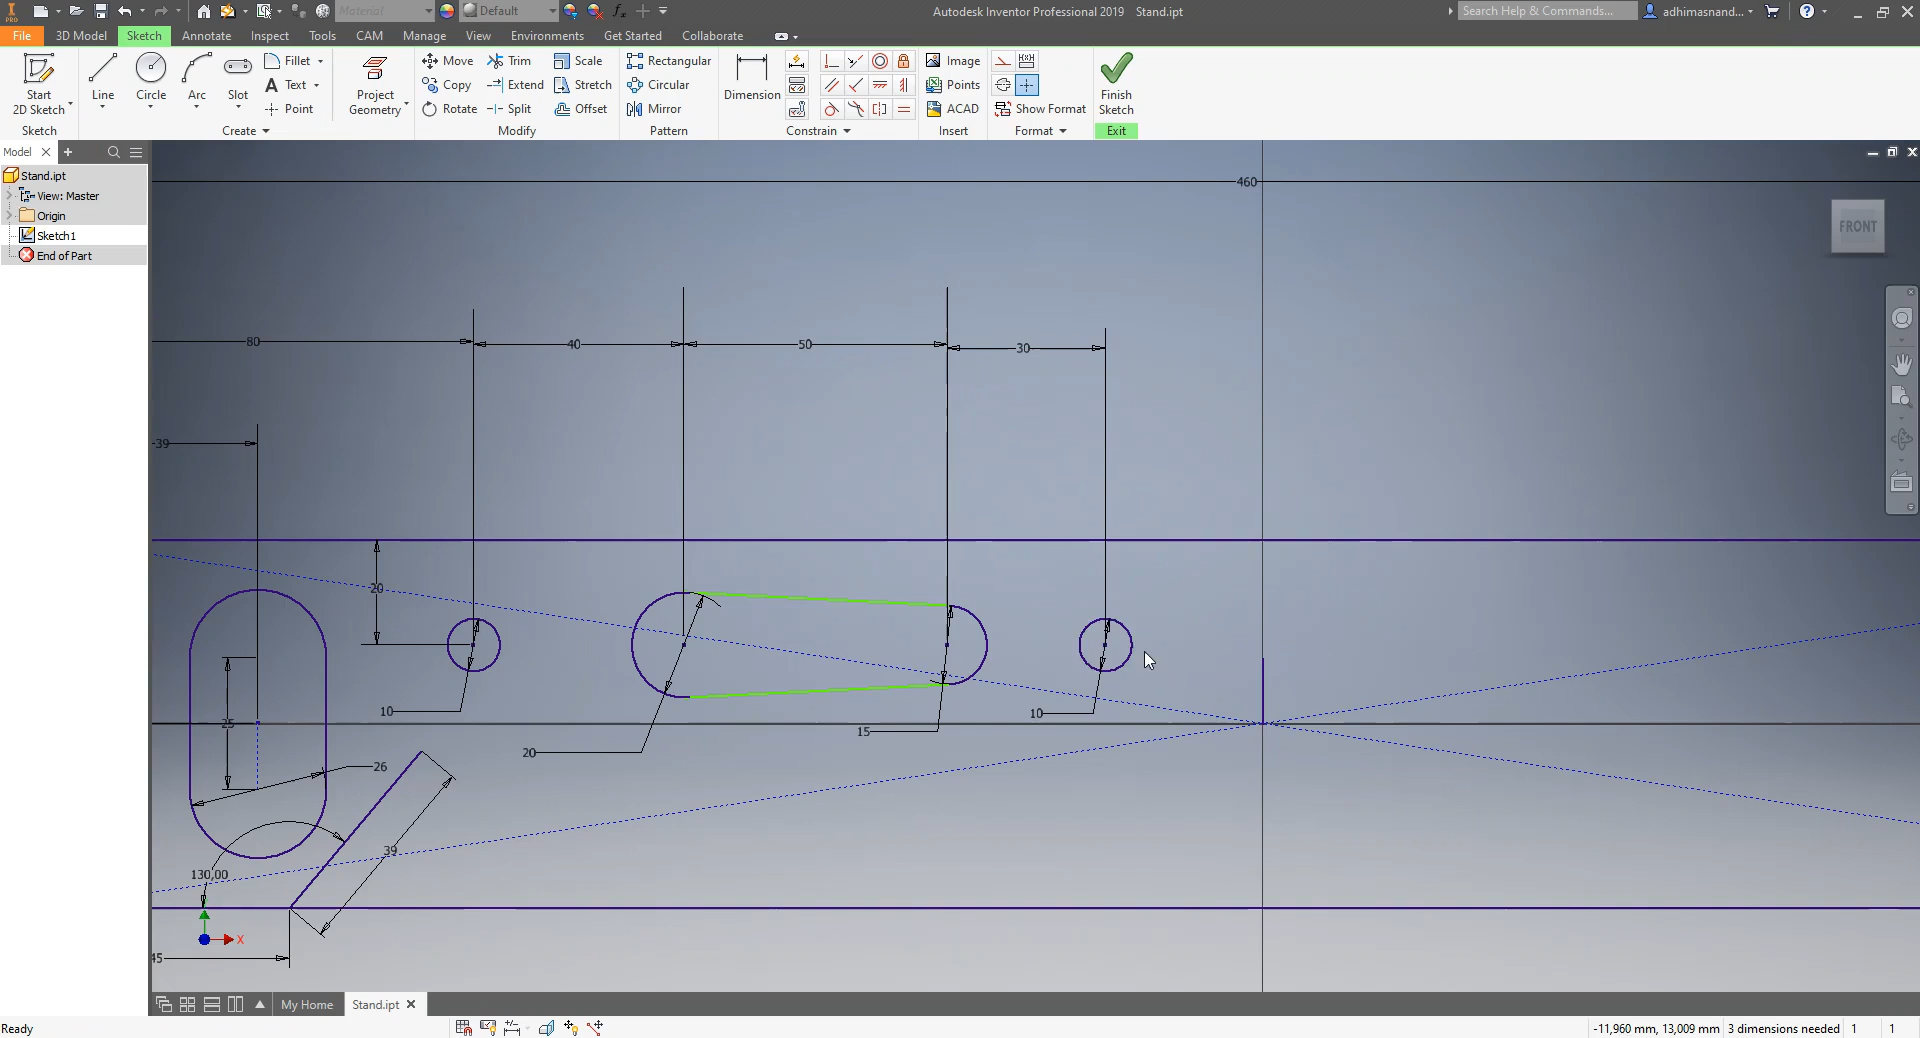 Material
Default
Autodesk Inventor Professional 2019 Stand.ipt
Search Help & Commands...
adhimasnand...
PRO
File 3D Model Sketch Annotate Inspect Tools CAM Manage View Environments Get Started Collaborate
Start
2D Sketch
Line Circle Arc Slot
Fillet
Text
Point
Project
Geometry
Move Trim Scale
Copy Extend Stretch
Rotate Split Offset
Rectangular
Circular
Mirror
Dimension
Image
Points
ACAD
Show Format
Finish
Sketch
Sketch Create Modify Pattern Constrain Insert Format Exit
Model
Stand.ipt
View: Master
Origin
Sketch1
End of Part
460
FRONT
80 40 50 30
39
20
25
10 10
15
20
26
39
130,00
X
45
My Home Stand.ipt
Ready
-11,960 mm, 13,009 mm 3 dimensions needed 1 1